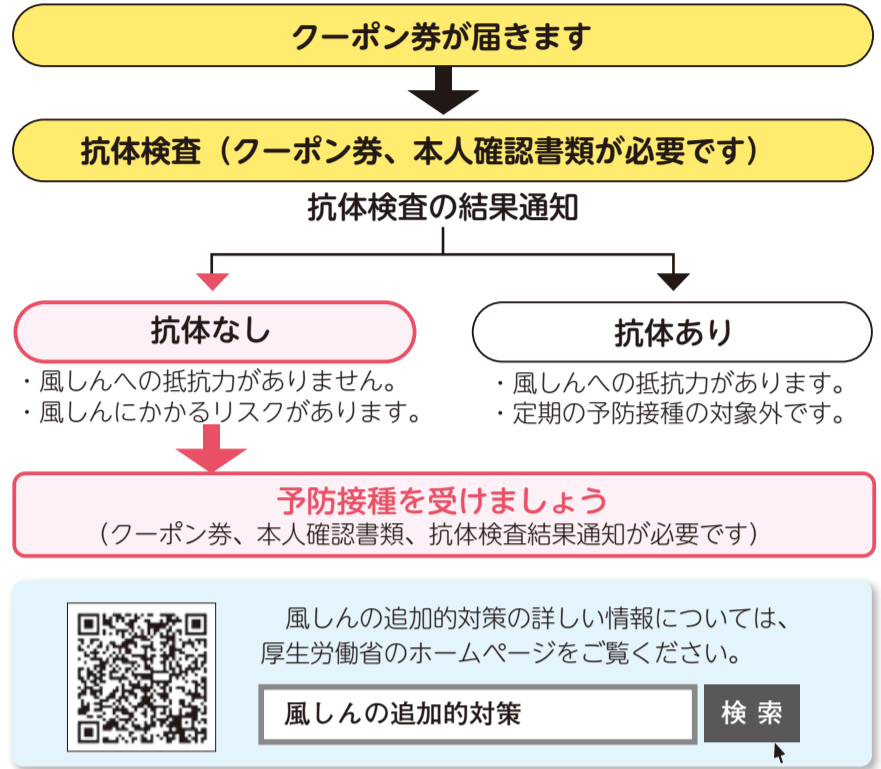 クーポン券が届きます
抗体検査（クーポン券、本人確認書類が必要です）
抗体検査の結果通知
抗体なし
・風しんへの抵抗力がありません。
・風しんにかかるリスクがあります。
抗体あり
・風しんへの抵抗力があります。
・定期の予防接種の対象外です。
予防接種を受けましょう
（クーポン券、本人確認書類、抗体検査結果通知が必要です）
風しんの追加的対策の詳しい情報については、
厚生労働省のホームページをご覧ください。
風しんの追加的対策
検 索